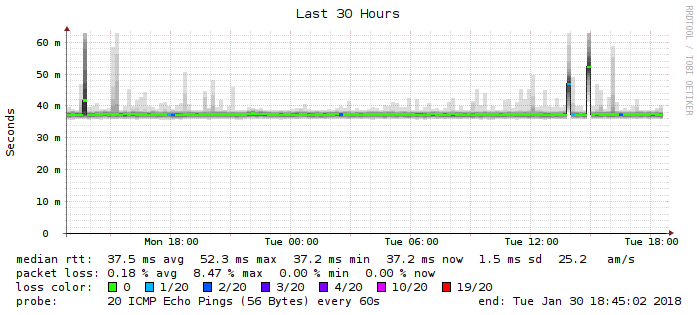 Last 30 Hours
RRDTOOL / TOBI OETIKER
Seconds
60 m
50 m
40 m
30 m
20 m
10 m
0
Mon 18:00 Tue 00:00 Tue 06:00 Tue 12:00 Tue 18:00
median rtt: 37.5 ms avg 52.3 ms max 37.2 ms min 37.2 ms now 1.5 ms sd 25.2 am/s
packet loss: 0.18 % avg 8.47 % max 0.00 % min 0.00 % now
loss color: 0 1/20 2/20 3/20 4/20 10/20 19/20
probe: 20 ICMP Echo Pings (56 Bytes) every 60s end: Tue Jan 30 18:45:02 2018